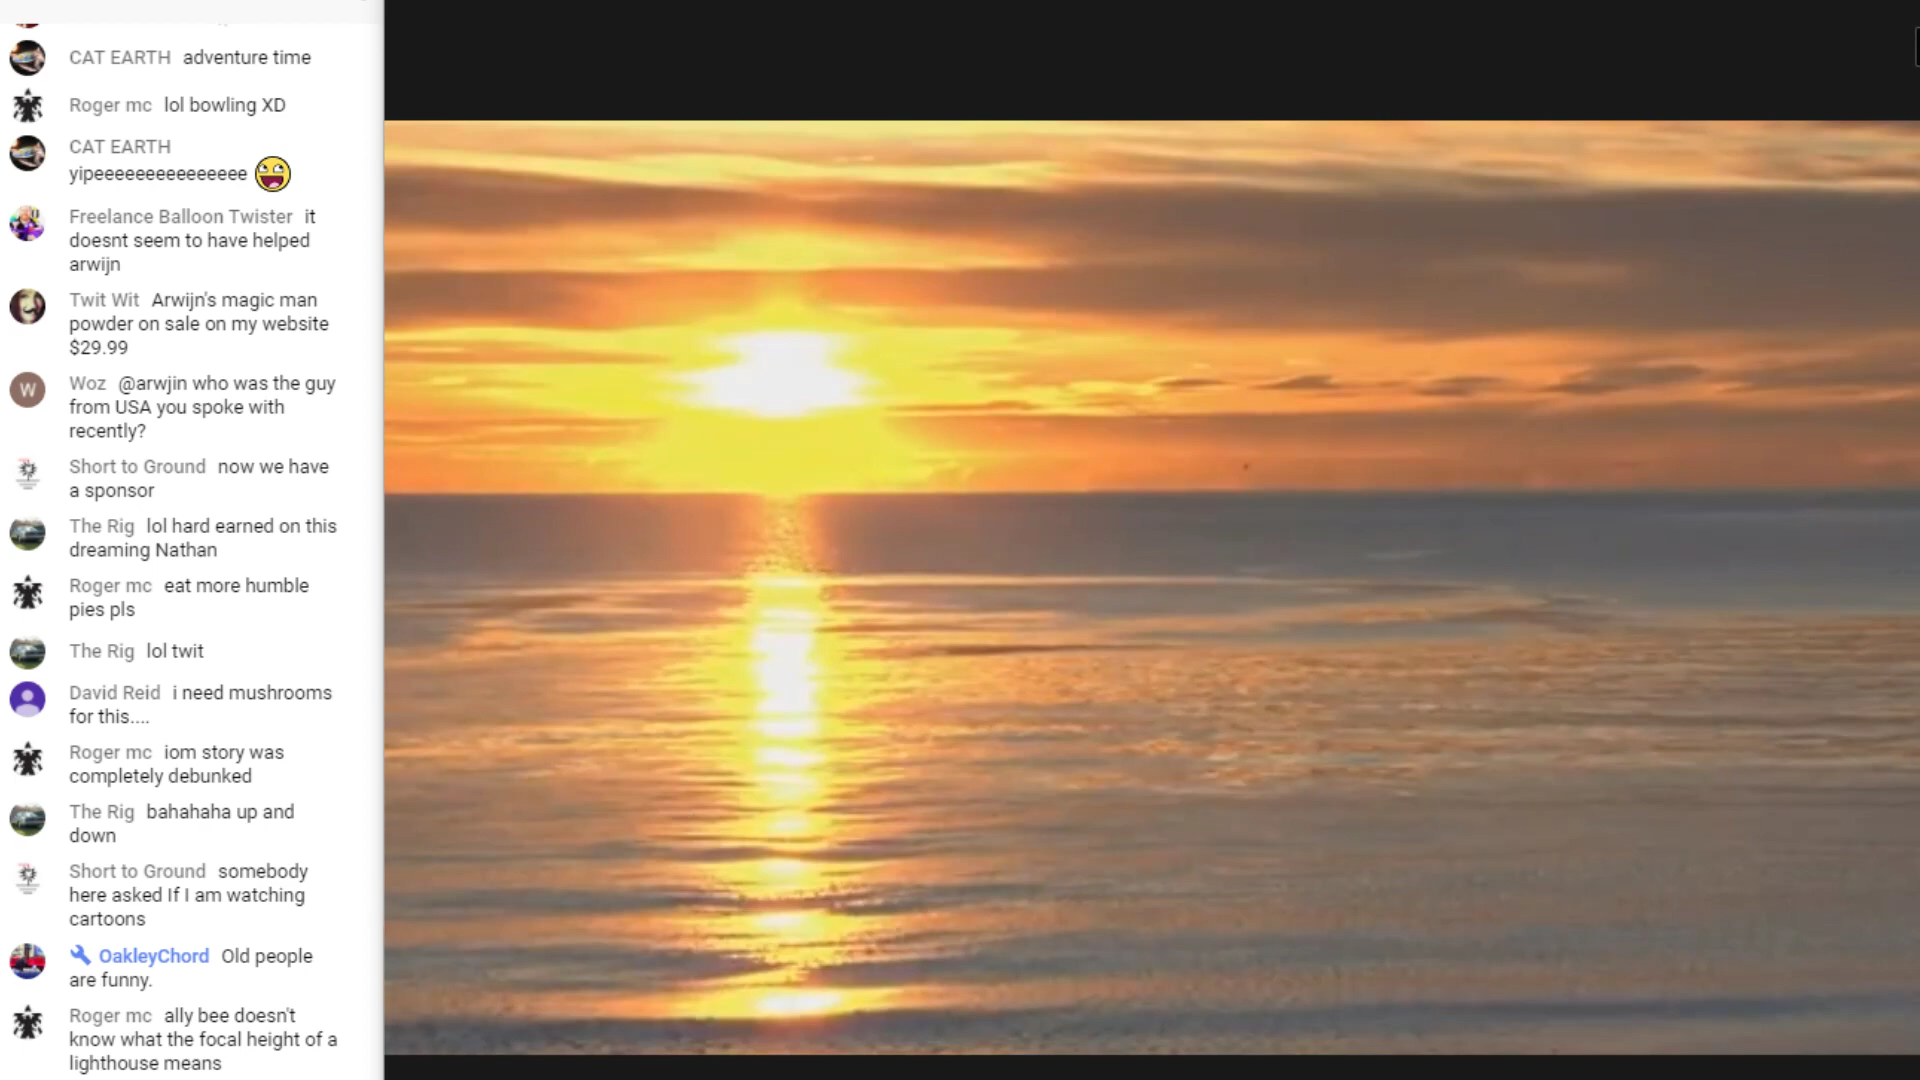 CAT EARTH adventure time
Roger mc lol bowling XD
CAT EARTH
yipeeeeeeeeeeeeeee
Freelance Balloon Twister it
doesnt seem to have helped
arwijn
Twit Wit Arwijn's magic man
powder on sale on my website
$29.99
W
Woz @arwjin who was the guy
from USA you spoke with
recently?
Short to Ground now we have
a sponsor
The Rig lol hard earned on this
dreaming Nathan
Roger mc eat more humble
pies pls
The Rig lol twit
David Reid i need mushrooms
for this....
Roger mc iom story was
completely debunked
The Rig bahahaha up and
down
Short to Ground somebody
here asked If I am watching
cartoons
OakleyChord Old people
are funny.
Roger mc ally bee doesn't
know what the focal height of a
lighthouse means